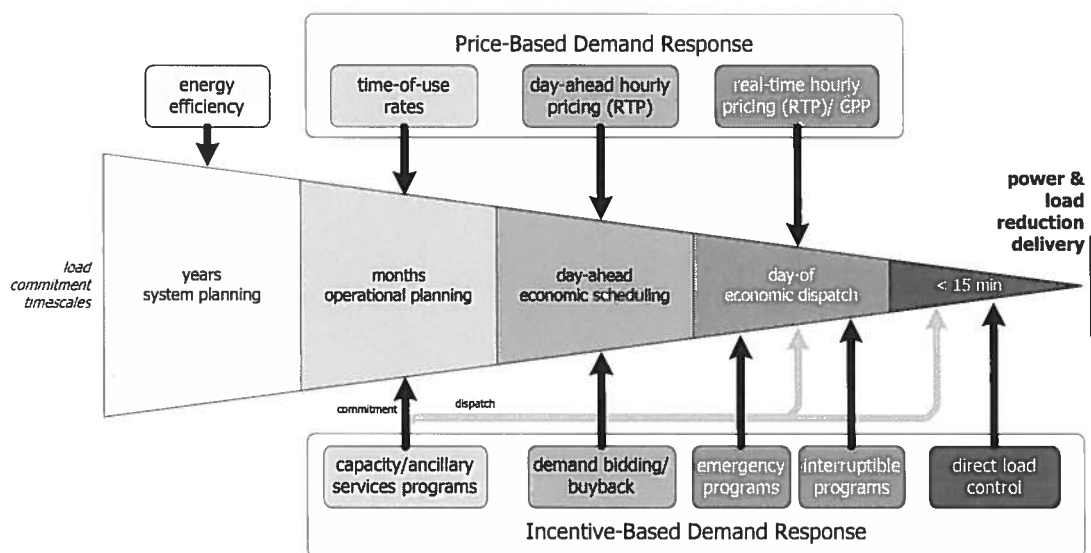 Price-Based Demand Response
energy
efficiency
time-of-use
rates
day-ahead hourly
pricing (RTP)
real-time hourly
pricing (RTP)/ CPP
power &
load
reduction
delivery
load
commitment
timescales
years
system planning
months
operational planning
day-ahead
economic scheduling
day-of
economic dispatch
< 15 min
commitment
dispatch
capacity/ancillary
services programs
demand bidding/
buyback
emergency
programs
interruptible
programs
direct load
control
Incentive-Based Demand Response